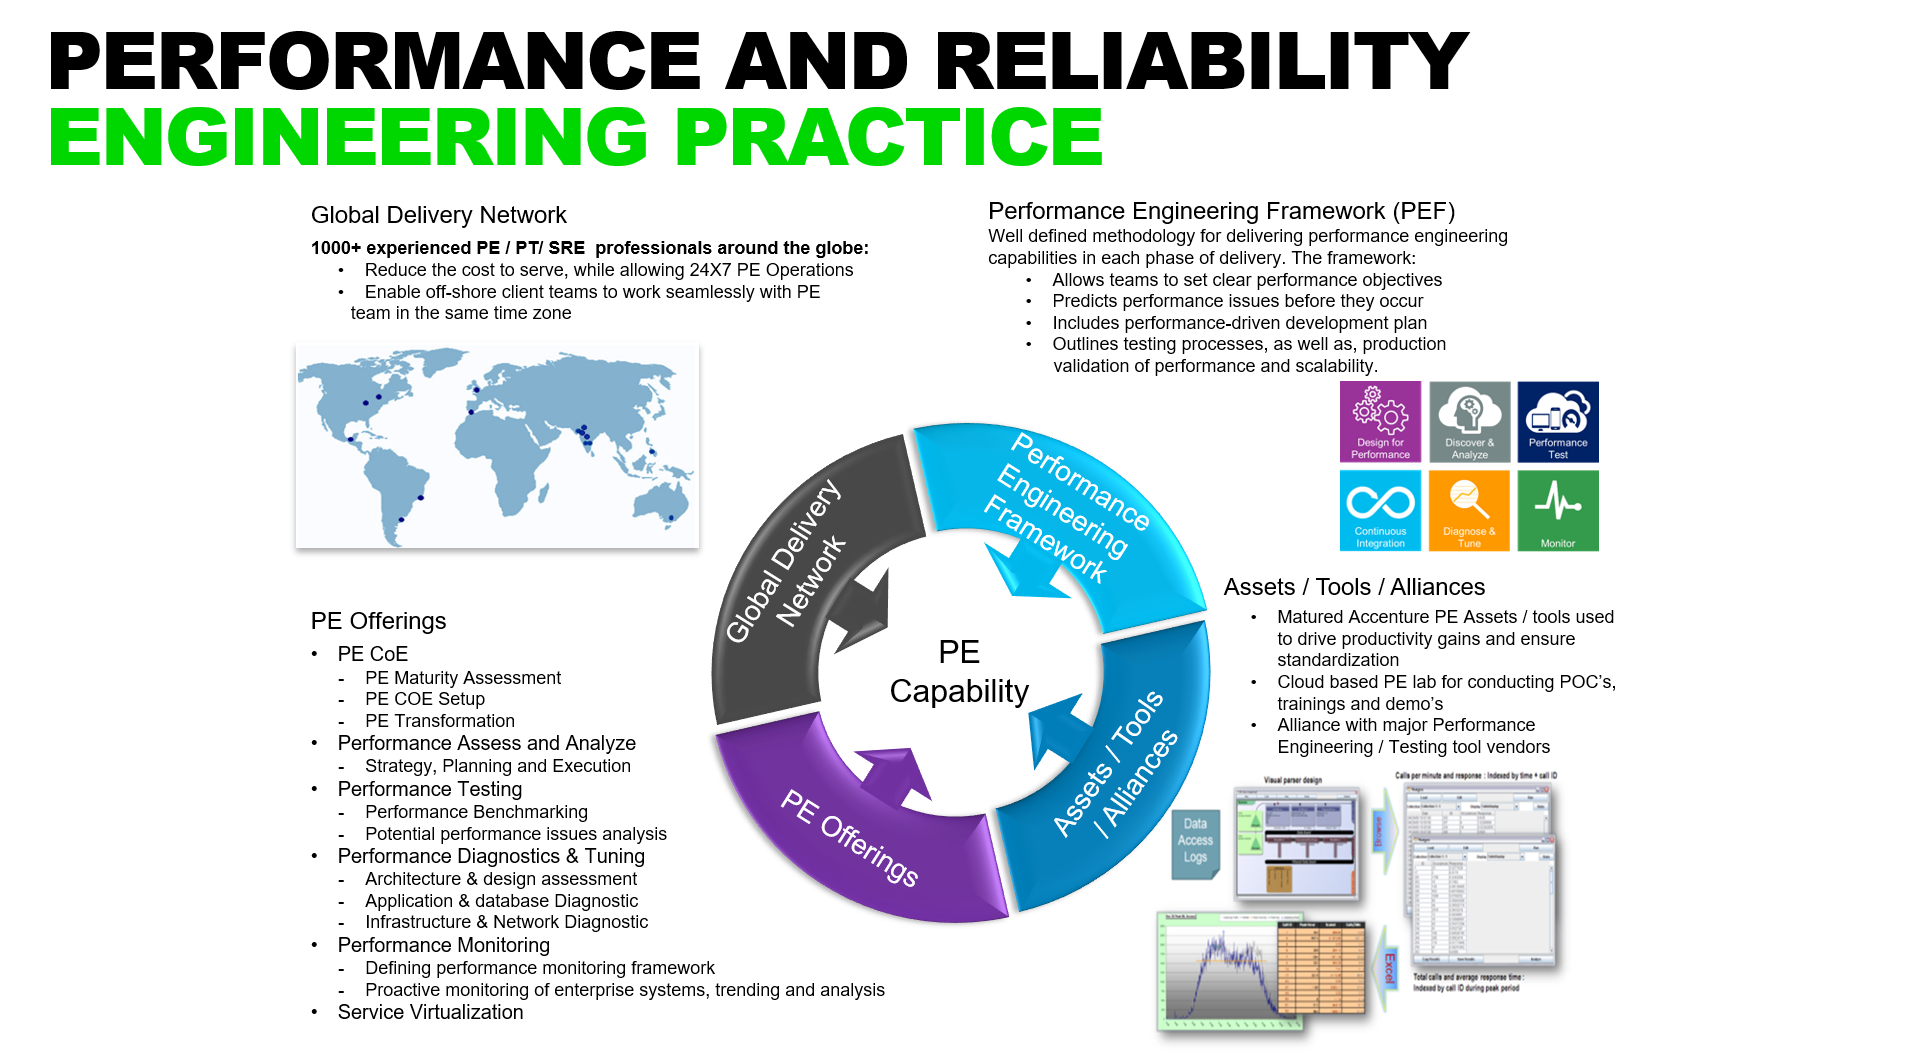 PERFORMANCE AND RELIABILITY
ENGINEERING PRACTICE
Global Delivery Network
1000+ experienced PE / PT/ SRE  professionals around the globe:
• Reduce the cost to serve, while allowing 24X7 PE Operations
• Enable off-shore client teams to work seamlessly with PE
team in the same time zone
Performance Engineering Framework (PEF)
Well defined methodology for delivering performance engineering
capabilities in each phase of delivery. The framework:
• Allows teams to set clear performance objectives
• Predicts performance issues before they occur
• Includes performance-driven development plan
• Outlines testing processes, as well as, production
validation of performance and scalability.
Design for
Performance
Discover &
Analyze
Performance
Test
Continuous
Integration
Diagnose &
Tune
Monitor
Global Delivery
Network
Performance
Engineering
Framework
PE
Capability
PE Offerings
Assets / Tools
/ Alliances
PE Offerings
• PE CoE
- PE Maturity Assessment
- PE COE Setup
- PE Transformation
• Performance Assess and Analyze
- Strategy, Planning and Execution
• Performance Testing
- Performance Benchmarking
- Potential performance issues analysis
• Performance Diagnostics & Tuning
- Architecture & design assessment
- Application & database Diagnostic
- Infrastructure & Network Diagnostic
• Performance Monitoring
- Defining performance monitoring framework
- Proactive monitoring of enterprise systems, trending and analysis
• Service Virtualization
Assets / Tools / Alliances
• Matured Accenture PE Assets / tools used
to drive productivity gains and ensure
standardization
• Cloud based PE lab for conducting POC’s,
trainings and demo’s
• Alliance with major Performance
Engineering / Testing tool vendors
Visual parser design
Calls per minute and response : Indexed by time + call ID
Data
Access
Logs
Browse
Excel
Total calls and average response time :
Indexed by call ID during peak period